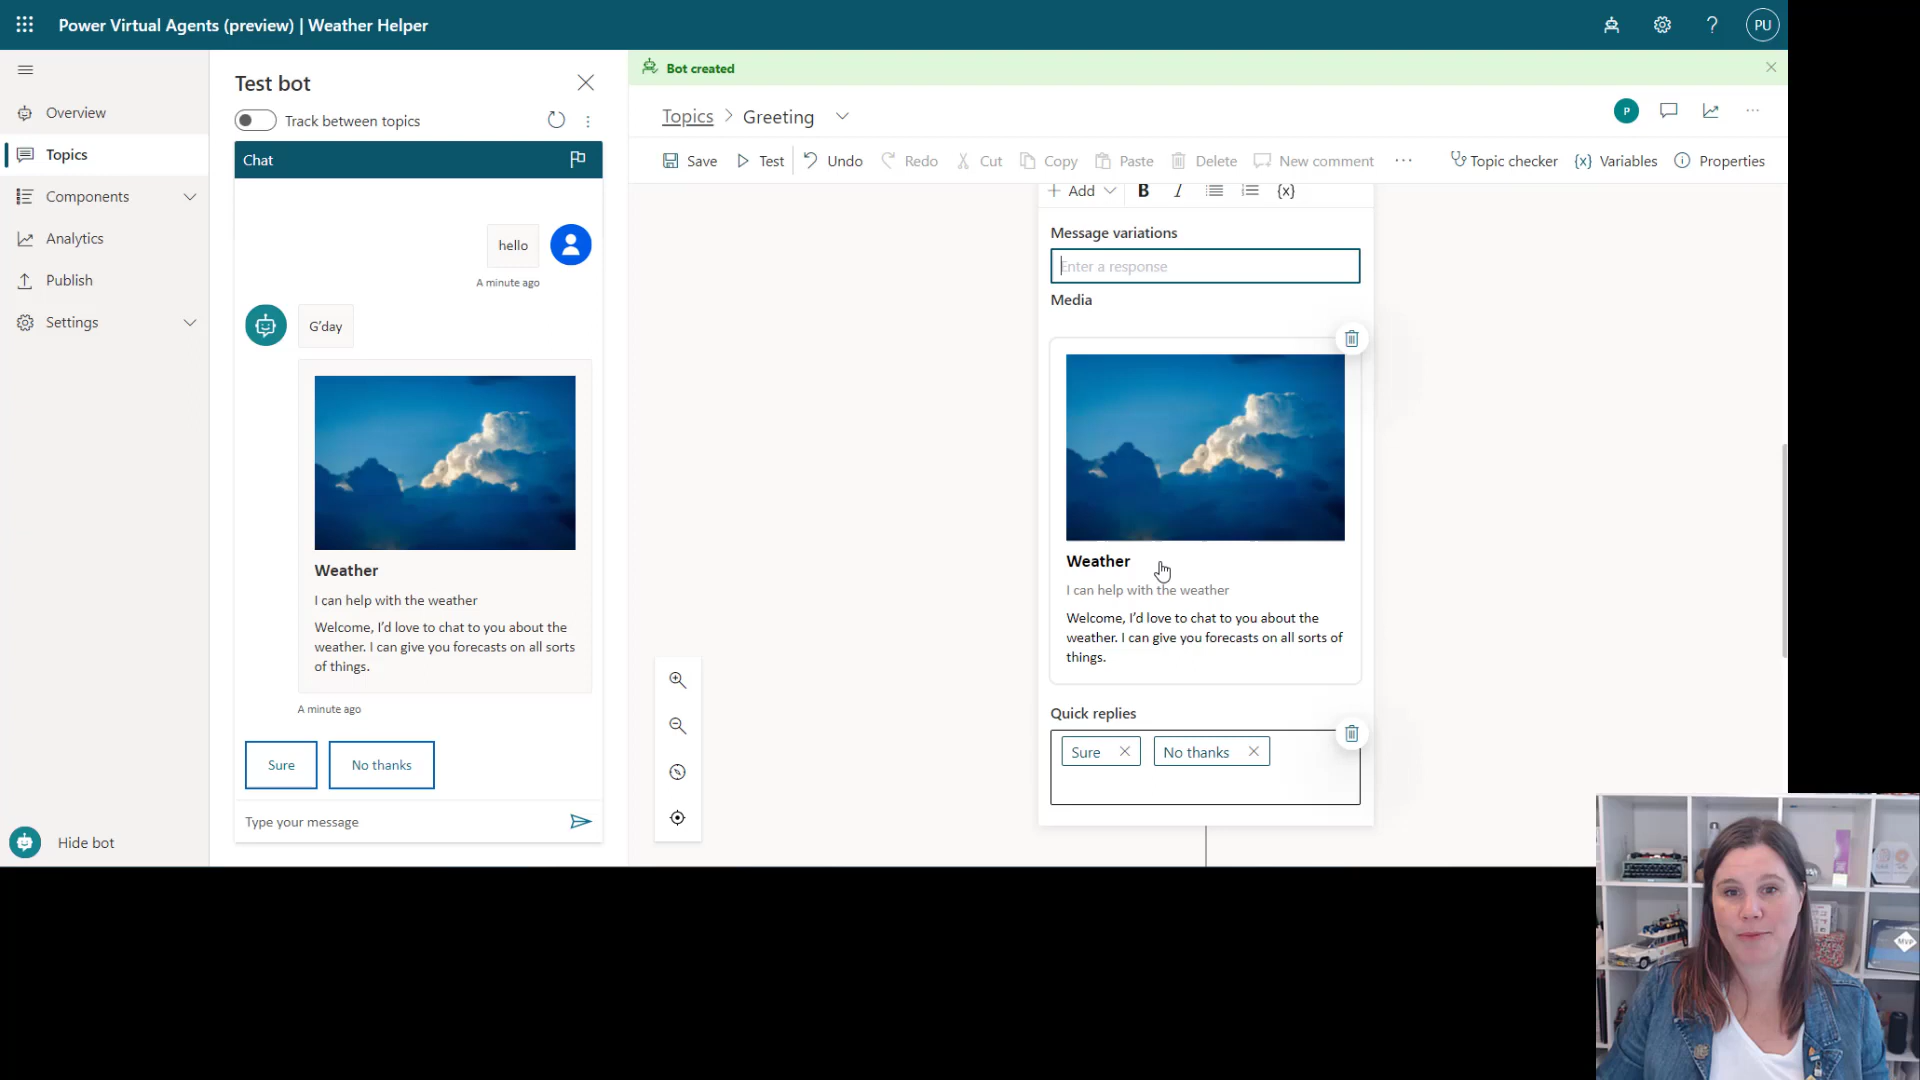 Power Virtual Agents (preview) | Weather Helper
PU
Overview
Topics
Components
Analytics
Publish
Settings
Hide bot
Test bot
Track between topics
Chat
hello
A minute ago
G'day
Weather
I can help with the weather
Welcome, I'd love to chat to you about the
weather. I can give you forecasts on all sorts
of things.
A minute ago
Sure
No thanks
Type your message
Bot created
Topics > Greeting
P
Save
Test
Undo
Redo
Cut
Copy
Paste
Delete
New comment
Topic checker
{x} Variables
Properties
+ Add
B
I
{x}
Message variations
Enter a response
Media
Weather
I can help with the weather
Welcome, I'd love to chat to you about the
weather. I can give you forecasts on all sorts of
things.
Quick replies
Sure
No thanks
MVP